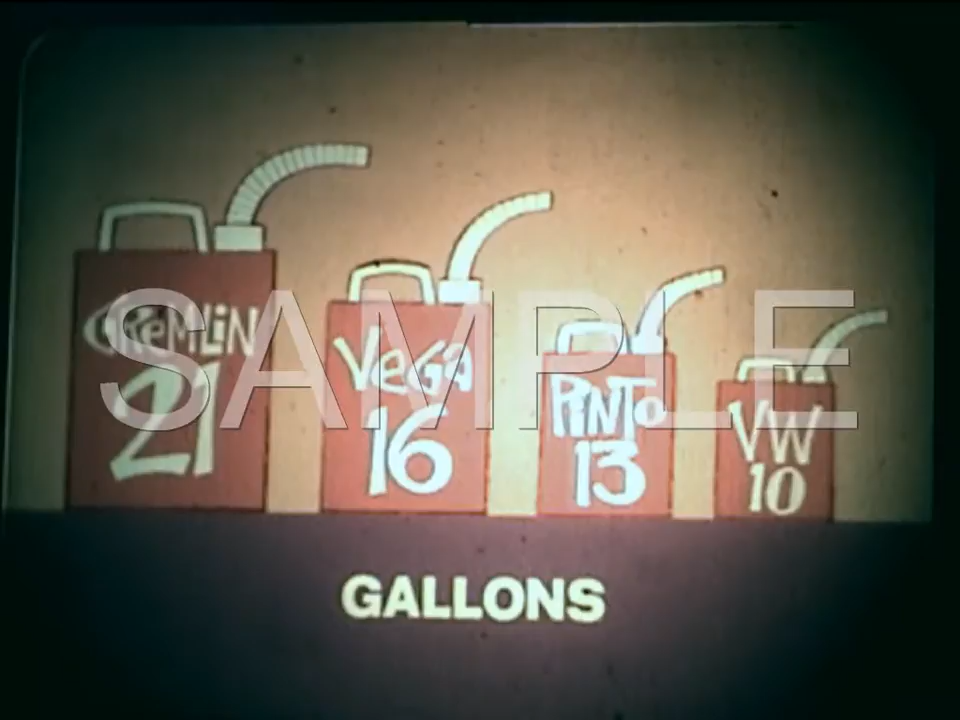 GReMLiN
21
VeGa
16
PiNTo
13
VW
10
GALLONS
SAMPLE